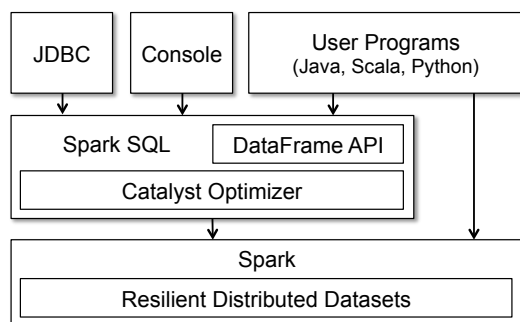 JDBC
Console
User Programs
(Java, Scala, Python)
Spark SQL
DataFrame API
Catalyst Optimizer
Spark
Resilient Distributed Datasets